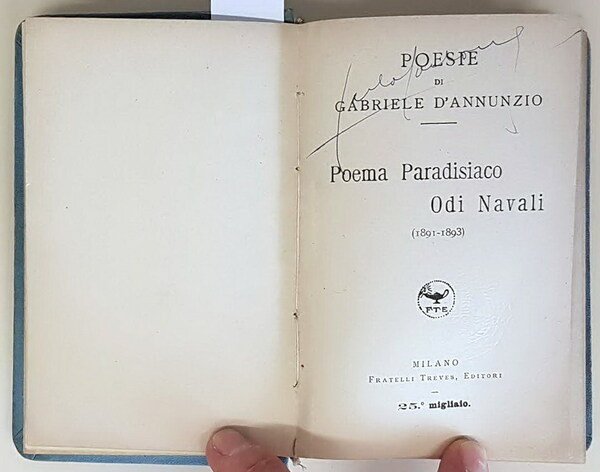 POESIE
DI
GABRIELE D'ANNUNZIO
Poema Paradisiaco
Odi Navali
(1891-1893)
FTE
MILANO
FRATELLI TREVES, EDITORI
25.° migliaio.